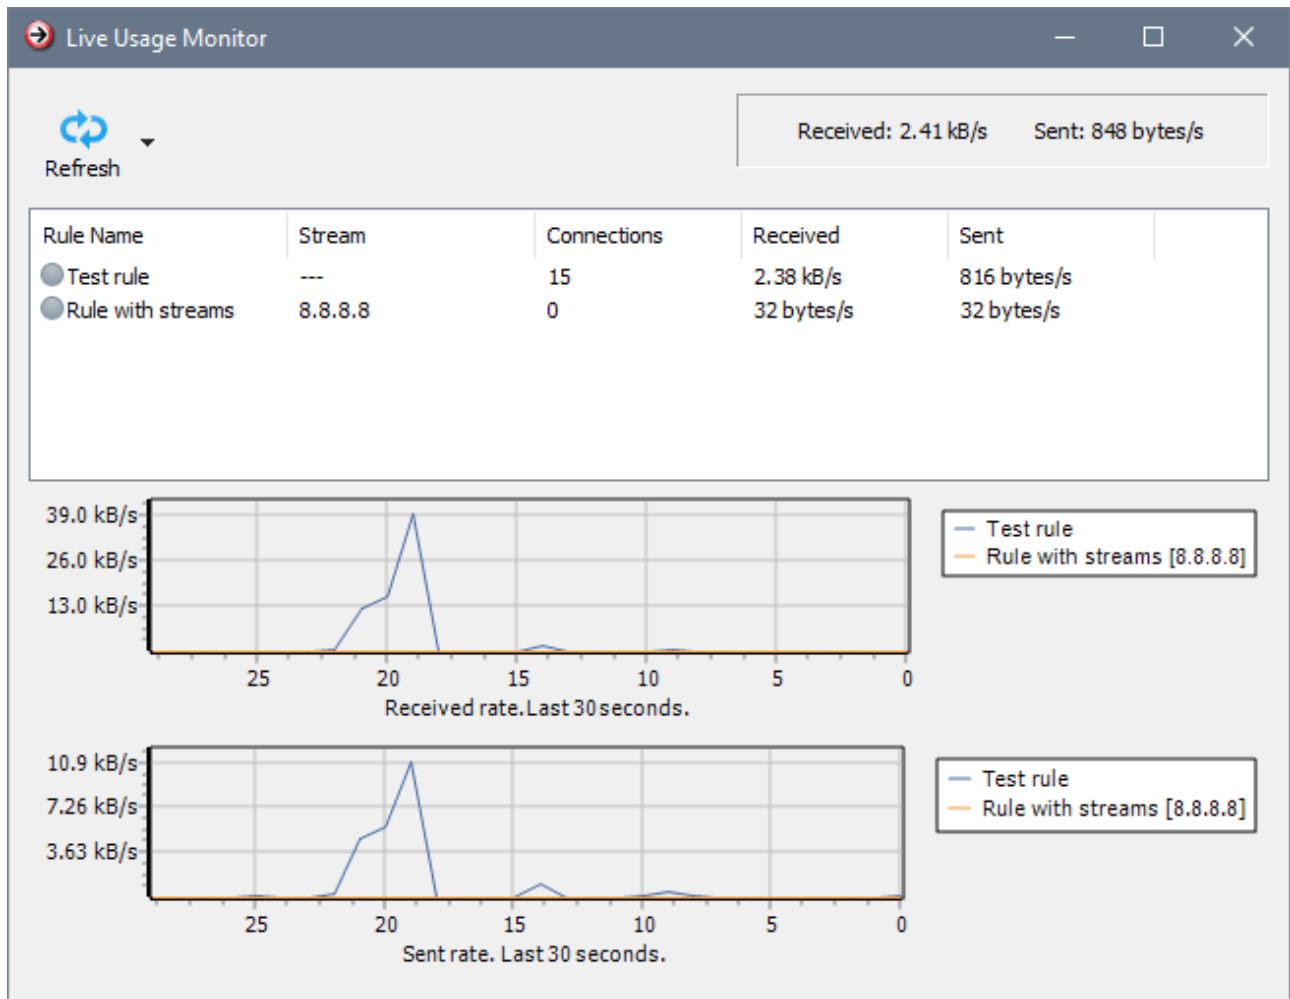 Live Usage Monitor
Refresh
Received: 2.41 kB/s Sent: 848 bytes/s
Rule Name Stream Connections Received Sent
Test rule --- 15 2.38 kB/s 816 bytes/s
Rule with streams 8.8.8.8 0 32 bytes/s 32 bytes/s
39.0 kB/s
26.0 kB/s
13.0 kB/s
25 20 15 10 5 0
Received rate. Last 30 seconds.
Test rule
Rule with streams [8.8.8.8]
10.9 kB/s
7.26 kB/s
3.63 kB/s
25 20 15 10 5 0
Sent rate. Last 30 seconds.
Test rule
Rule with streams [8.8.8.8]